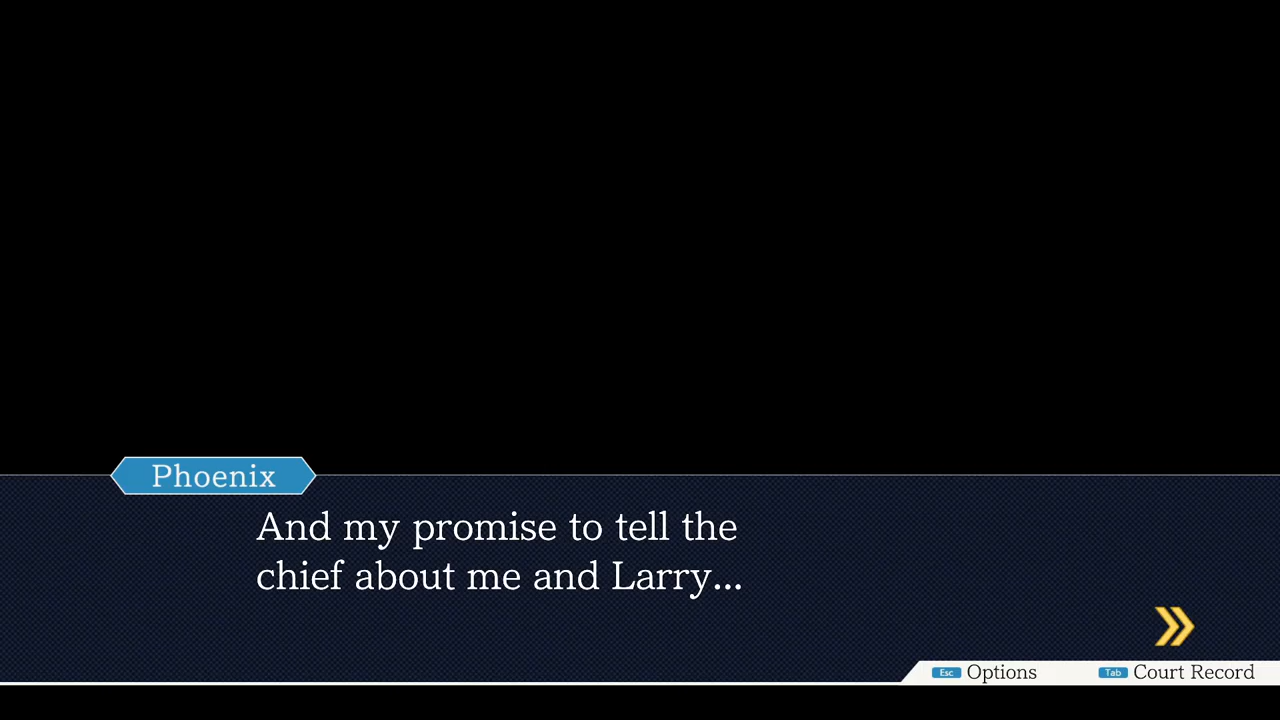 Phoenix
And my promise to tell the
chief about me and Larry...
Esc Options Tab Court Record